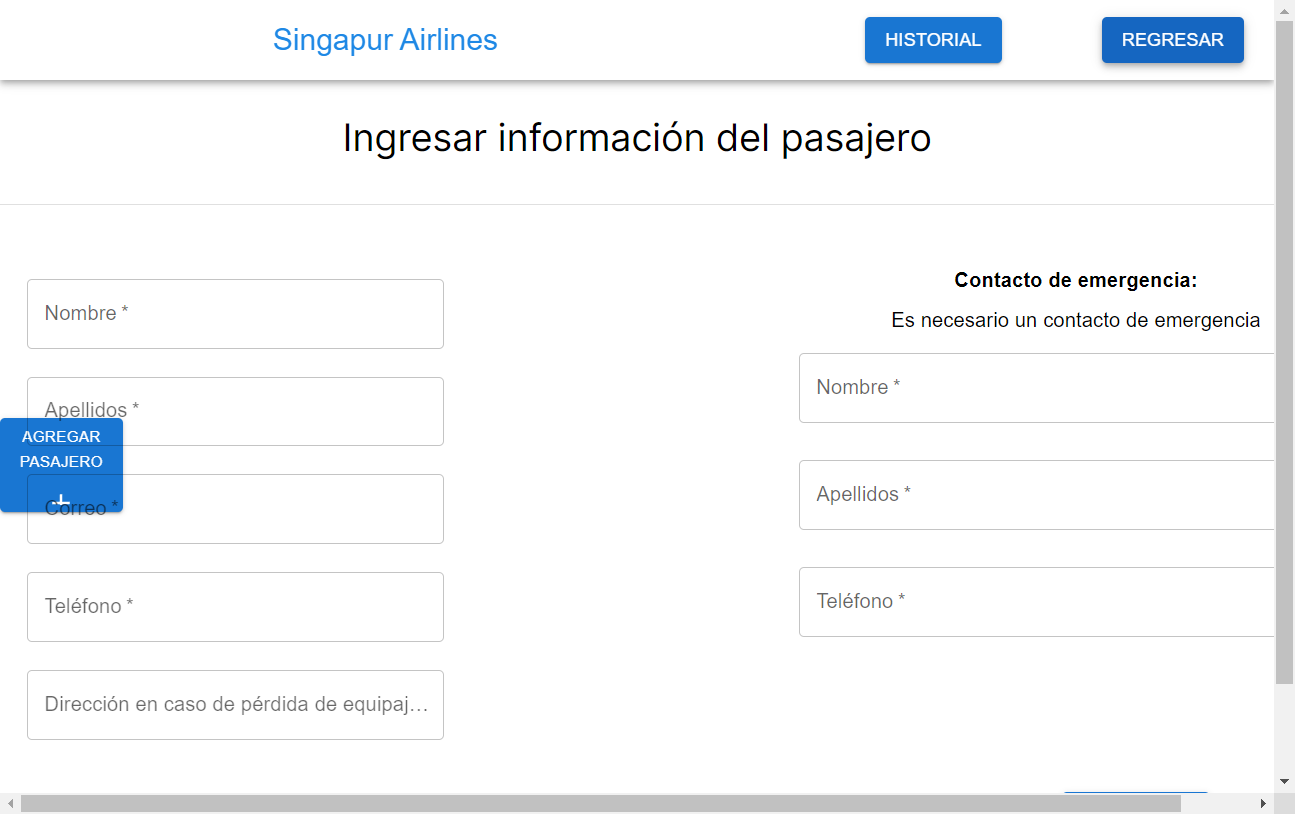 Singapur Airlines
HISTORIAL
REGRESAR
Ingresar información del pasajero
Nombre *
Apellidos *
AGREGAR
PASAJERO
+
Correo *
Teléfono *
Dirección en caso de pérdida de equipaj...
Contacto de emergencia:
Es necesario un contacto de emergencia
Nombre *
Apellidos *
Teléfono *